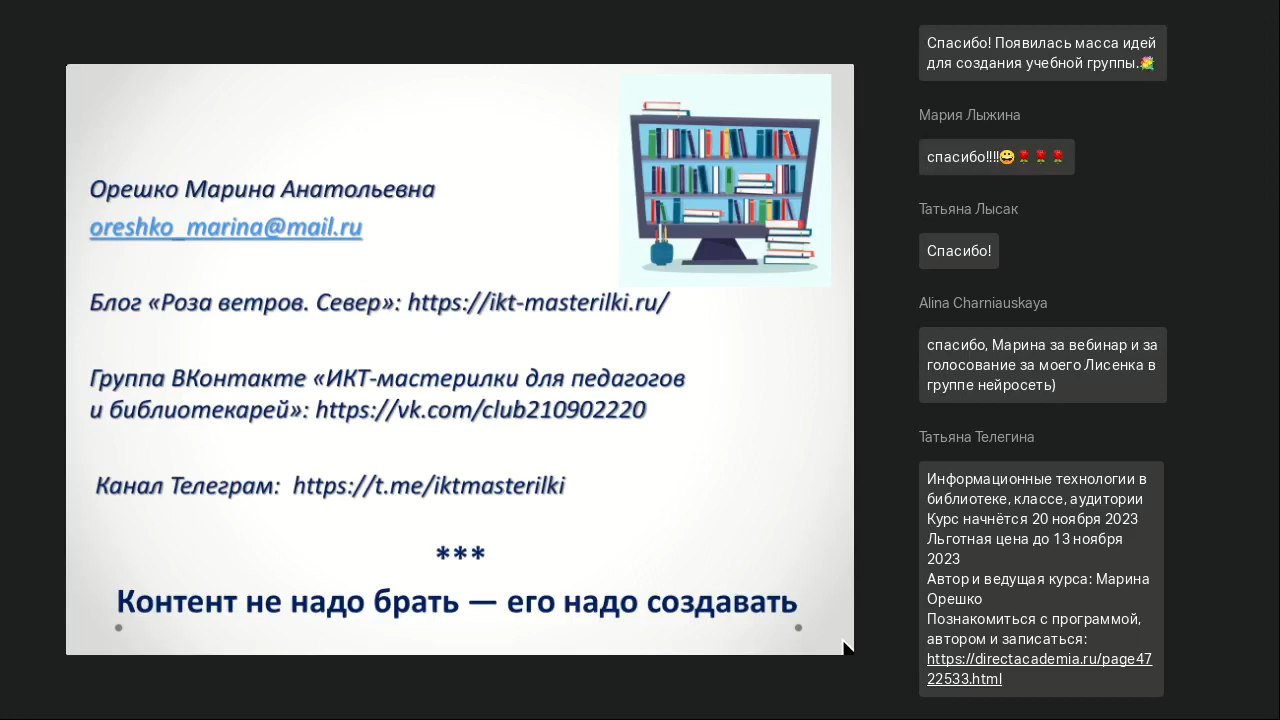 Орешко Марина Анатольевна
oreshko_marina@mail.ru
Блог «Роза ветров. Север»: https://ikt-masterilki.ru/
Группа ВКонтакте «ИКТ-мастерилки для педагогов
и библиотекарей»: https://vk.com/club210902220
Канал Телеграм: https://t.me/iktmasterilki
***
Контент не надо брать — его надо создавать
Спасибо! Появилась масса идей
для создания учебной группы.💐
Мария Лыжина
спасибо!!!!😀🌹🌹🌹
Татьяна Лысак
Спасибо!
Alina Charniauskaya
спасибо, Марина за вебинар и за
голосование за моего Лисенка в
группе нейросеть)
Татьяна Телегина
Информационные технологии в
библиотеке, классе, аудитории
Курс начнётся 20 ноября 2023
Льготная цена до 13 ноября
2023
Автор и ведущая курса: Марина
Орешко
Познакомиться с программой,
автором и записаться:
https://directacademia.ru/page47
22533.html